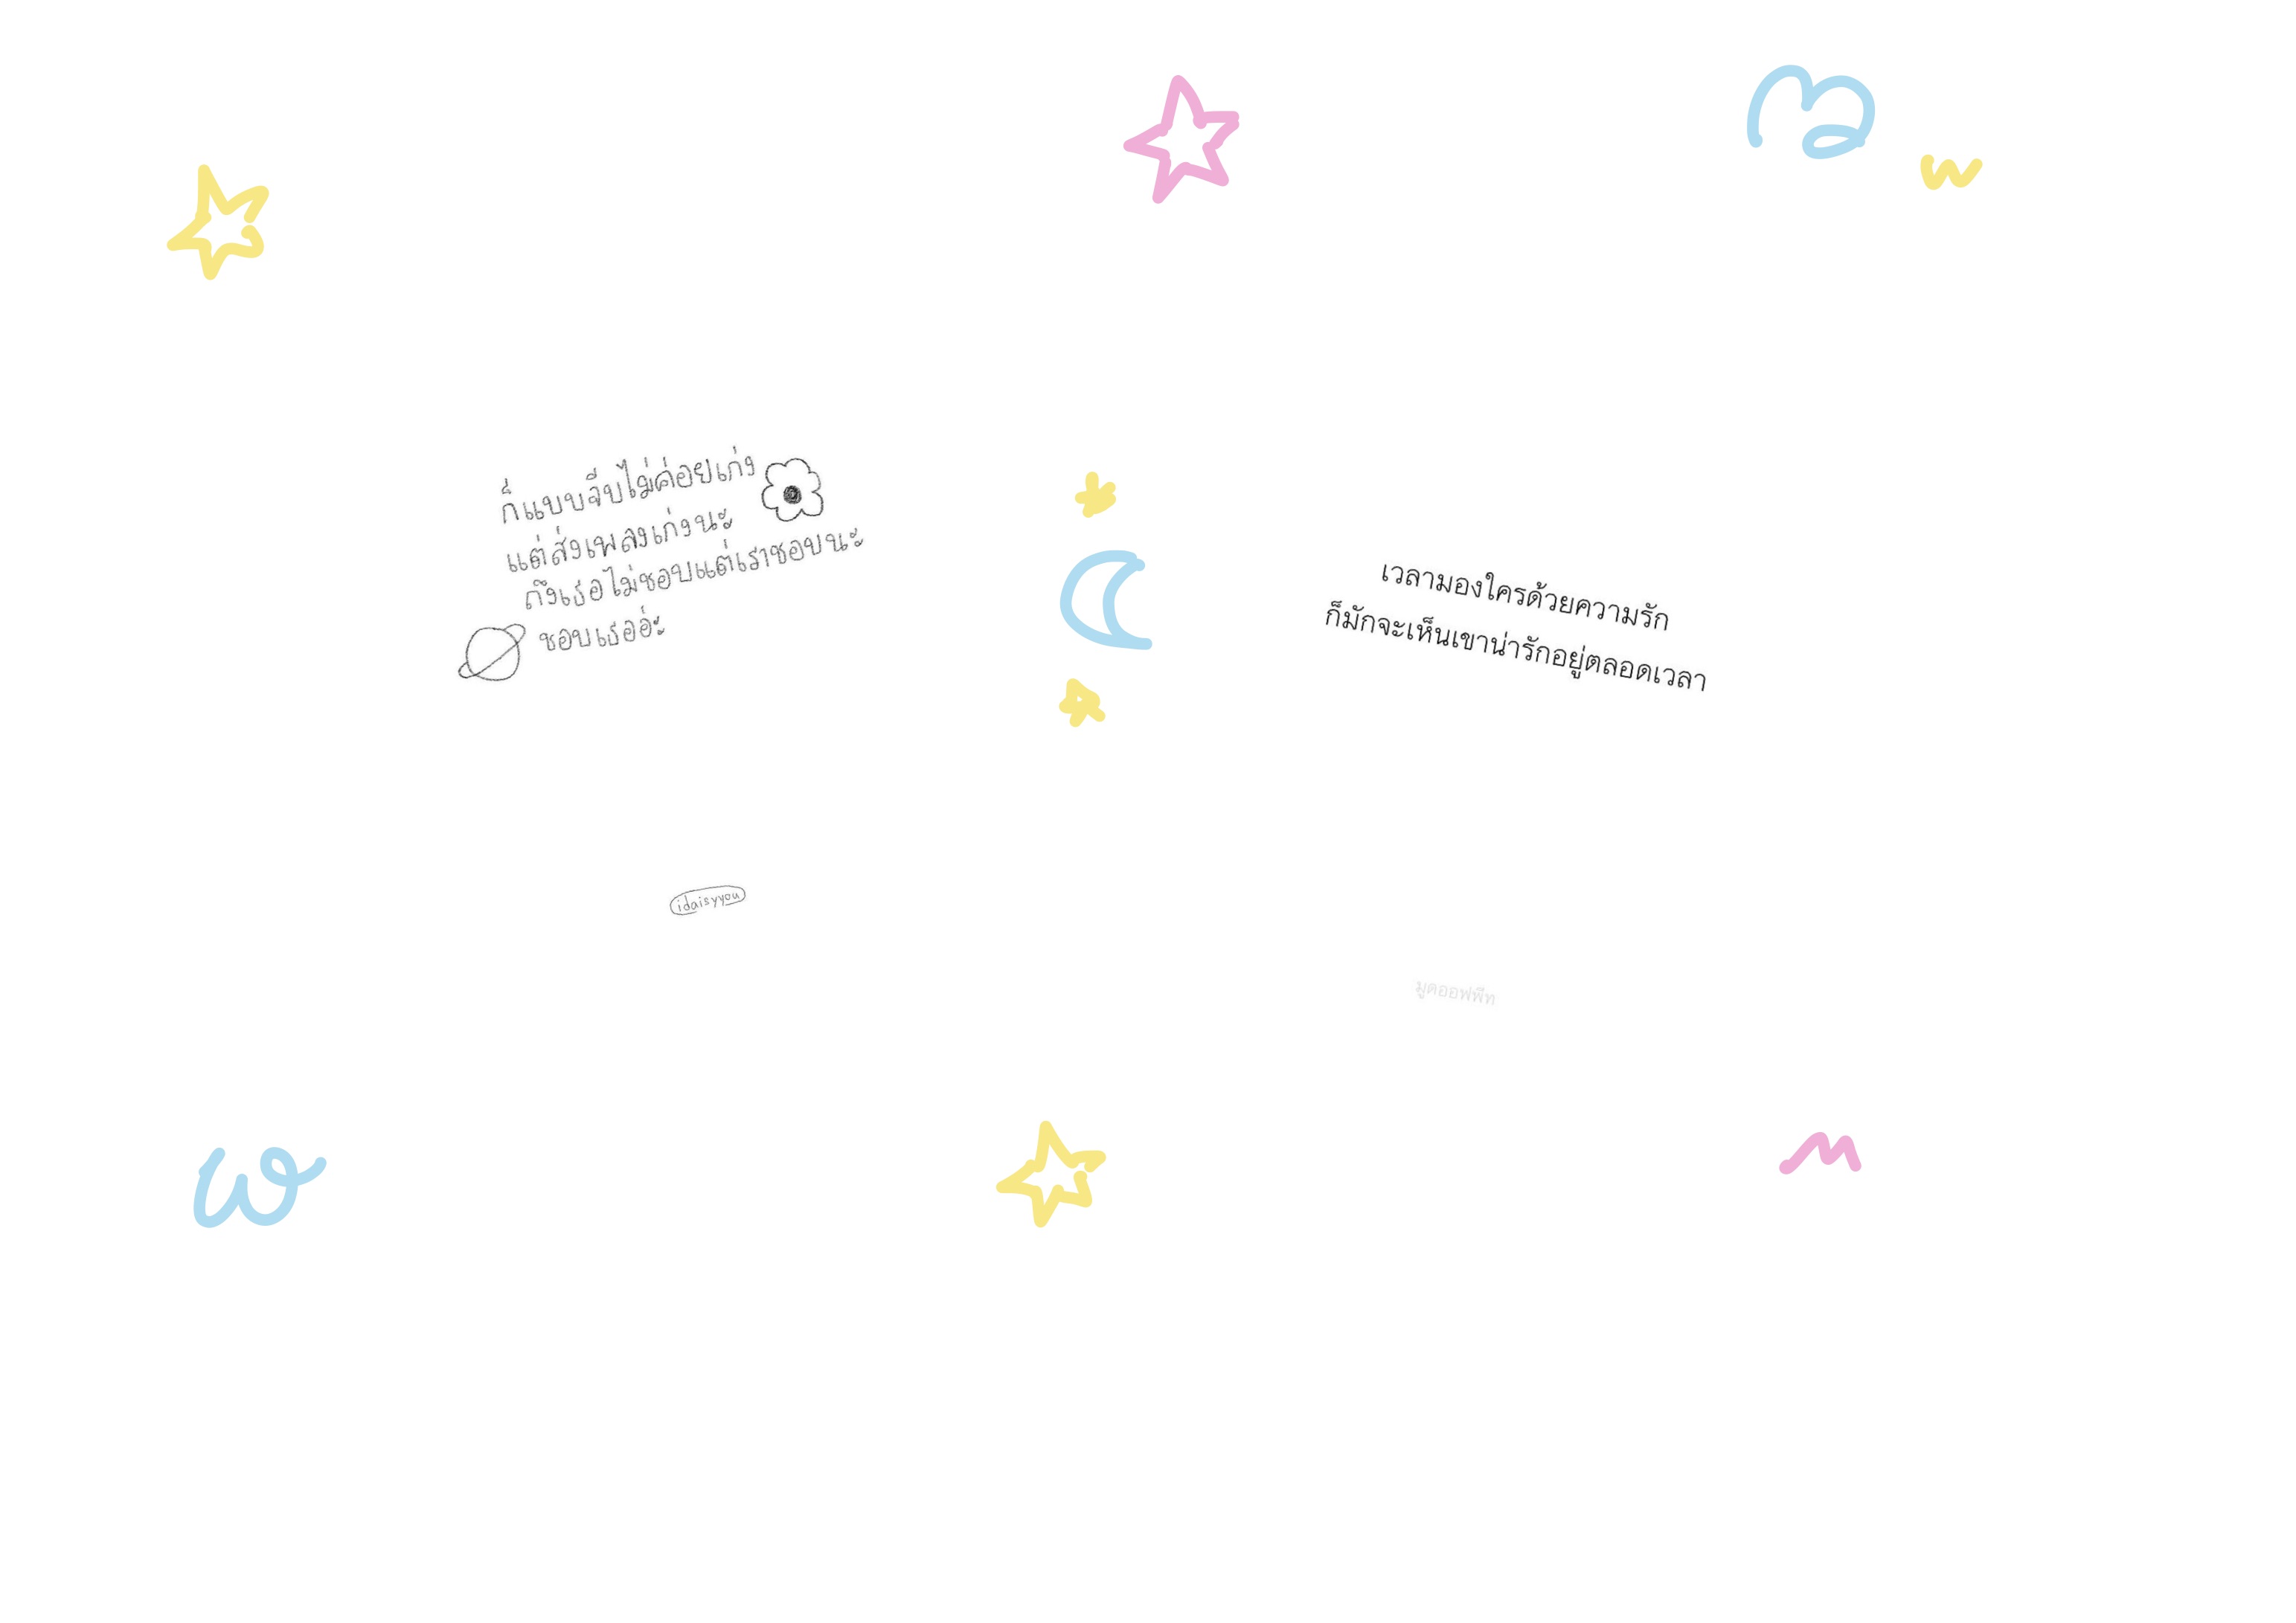 ก็แบบจีบไม่ค่อยเก่ง
แต่ส่งเพลงเก่งนะ
ถึงเธอไม่ชอบแต่เราชอบนะ
ชอบเธออ่ะ
idaisyyou
เวลามองใครด้วยความรัก
ก็มักจะเห็นเขาน่ารักอยู่ตลอดเวลา
มูดออฟพีท